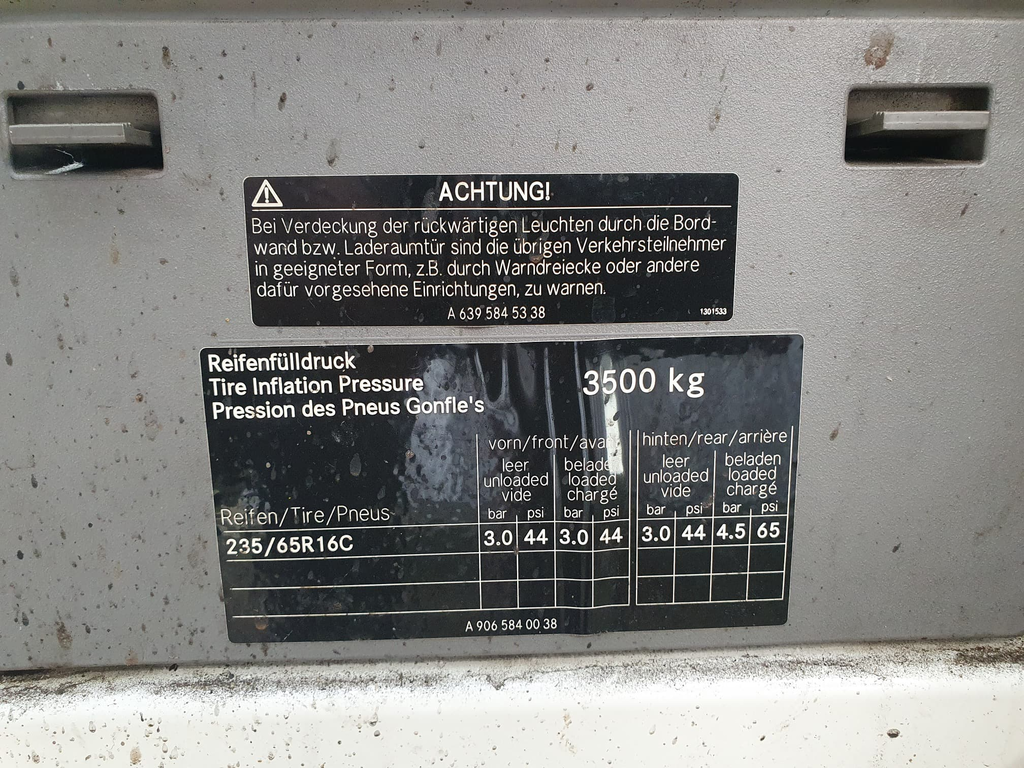 ACHTUNG!
Bei Verdeckung der rückwärtigen Leuchten durch die Bord-
wand bzw. Laderaumtür sind die übrigen Verkehrsteilnehmer
in geeigneter Form, z.B. durch Warndreiecke oder andere
dafür vorgesehene Einrichtungen, zu warnen.
A 639 584 53 38
1301533
Reifenfülldruck
Tire Inflation Pressure
Pression des Pneus Gonfle's
3500 kg
vorn/front/avant hinten/rear/arrière
leer beladen leer beladen
unloaded loaded unloaded loaded
vide chargé vide chargé
Reifen/Tire/Pneus bar psi bar psi bar psi bar psi
235/65R16C 3.0 44 3.0 44 3.0 44 4.5 65
A 906 584 00 38